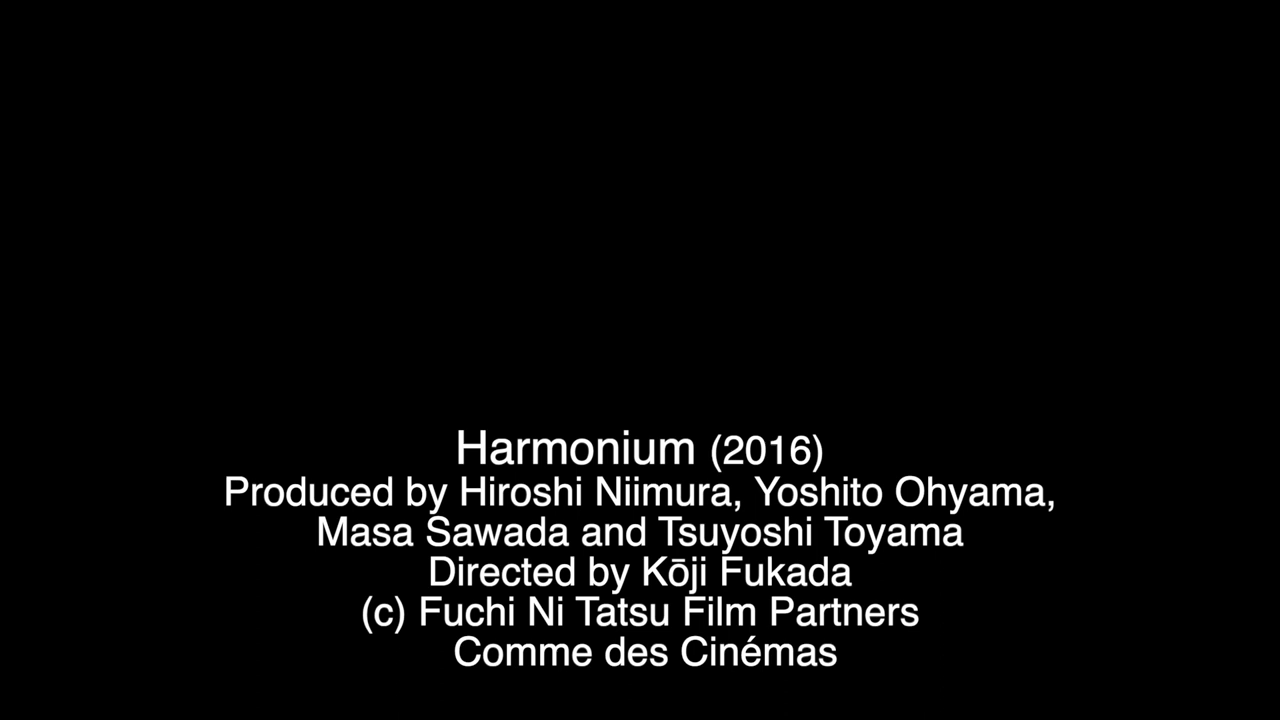 Harmonium (2016)
Produced by Hiroshi Niimura, Yoshito Ohyama,
Masa Sawada and Tsuyoshi Toyama
Directed by Kōji Fukada
(c) Fuchi Ni Tatsu Film Partners
Comme des Cinémas